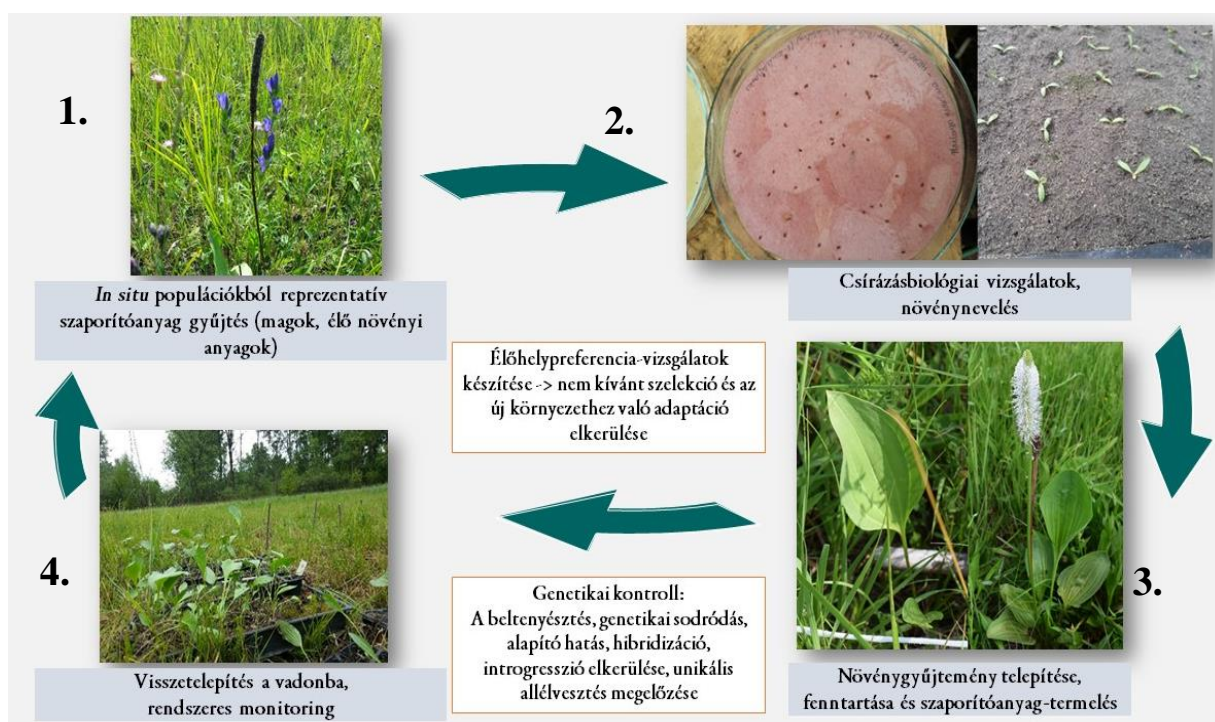 1.
In situ populációkból reprezentatív
szaporítóanyag gyűjtés (magok, élő növényi
anyagok)
2.
Csírázásbiológiai vizsgálatok,
növénynevelés
Élőhelypreferencia-vizsgálatok
készítése -> nem kívánt szelekció és az
új környezethez való adaptáció
elkerülése
3.
Növénygyűjtemény telepítése,
fenntartása és szaporítóanyag-termelés
Genetikai kontroll:
A beltenyésztés, genetikai sodródás,
alapító hatás, hibridizáció,
introgresszió elkerülése, unikális
allélvesztés megelőzése
4.
Visszetelepítés a vadonba,
rendszeres monitoring